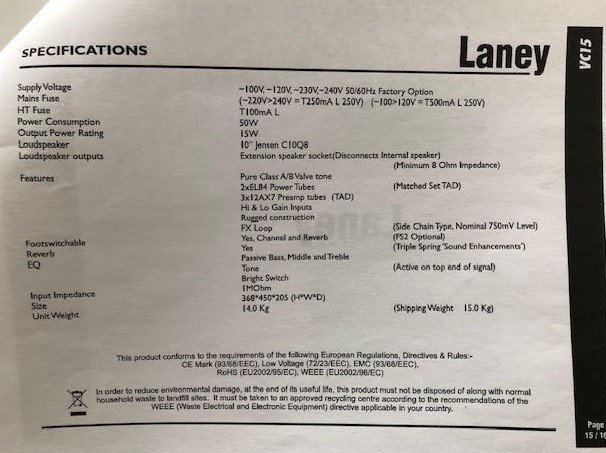 SPECIFICATIONS
Laney
VC15
Supply Voltage ~100V, ~120V, ~230V, ~240V 50/60Hz Factory Option
Mains Fuse (~220V>240V = T250mA L 250V) (~100>120V = T500mA L 250V)
HT Fuse T100mA L
Power Consumption 50W
Output Power Rating 15W
Loudspeaker 10" Jensen C10Q8
Loudspeaker outputs Extension speaker socket(Disconnects Internal speaker)
(Minimum 8 Ohm Impedance)
Features Pure Class A/B Valve tone
2xEL84 Power Tubes (Matched Set TAD)
3x12AX7 Preamp tubes (TAD)
Hi & Lo Gain Inputs
Rugged construction
FX Loop (Side Chain Type, Nominal 750mV Level)
Footswitchable Yes, Channel and Reverb (FS2 Optional)
Reverb Yes (Triple Spring 'Sound Enhancements')
EQ Passive Bass, Middle and Treble
Tone (Active on top end of signal)
Bright Switch
Input Impedance 1MOhm
Size 368*450*205 (H*W*D)
Unit Weight 14.0 Kg (Shipping Weight 15.0 Kg)
This product conforms to the requirements of the following European Regulations, Directives & Rules:-
CE Mark (93/68/EEC), Low Voltage (72/23/EEC), EMC (93/68/EEC),
RoHS (EU2002/95/EC), WEEE (EU2002/96/EC)
In order to reduce environmental damage, at the end of its useful life, this product must not be disposed of along with normal
household waste to landfill sites. It must be taken to an approved recycling centre according to the recommendations of the
WEEE (Waste Electrical and Electronic Equipment) directive applicable in your country.
Page
15/16